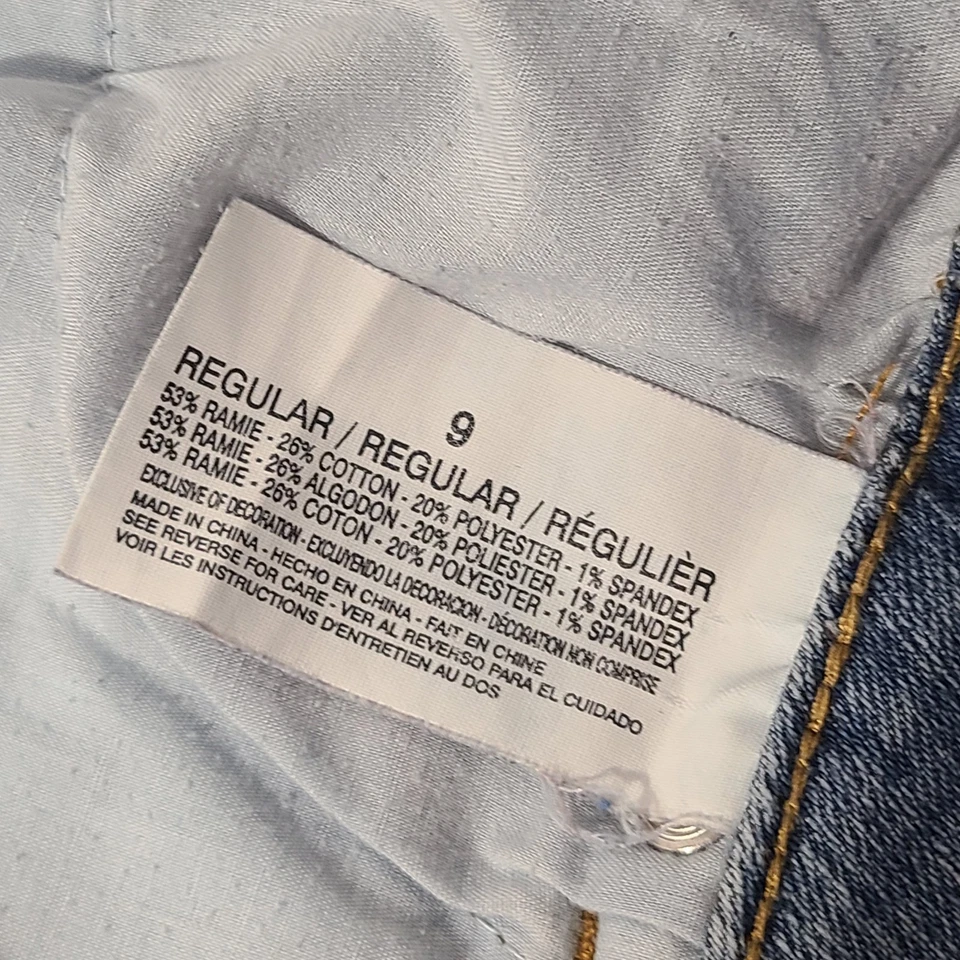 9
REGULAR / REGULAR / RÉGULIÈR
53% RAMIE - 26% COTTON - 20% POLYESTER - 1% SPANDEX
53% RAMIE - 26% ALGODON - 20% POLIESTER - 1% SPANDEX
53% RAMIE - 26% COTON - 20% POLYESTER - 1% SPANDEX
EXCLUSIVE OF DECORATION - EXCLUYENDO LA DECORACION - DÉCORATION NON COMPRISE
MADE IN CHINA - HECHO EN CHINA - FAIT EN CHINE
SEE REVERSE FOR CARE - VER AL REVERSO PARA EL CUIDADO
VOIR LES INSTRUCTIONS D'ENTRETIEN AU DOS